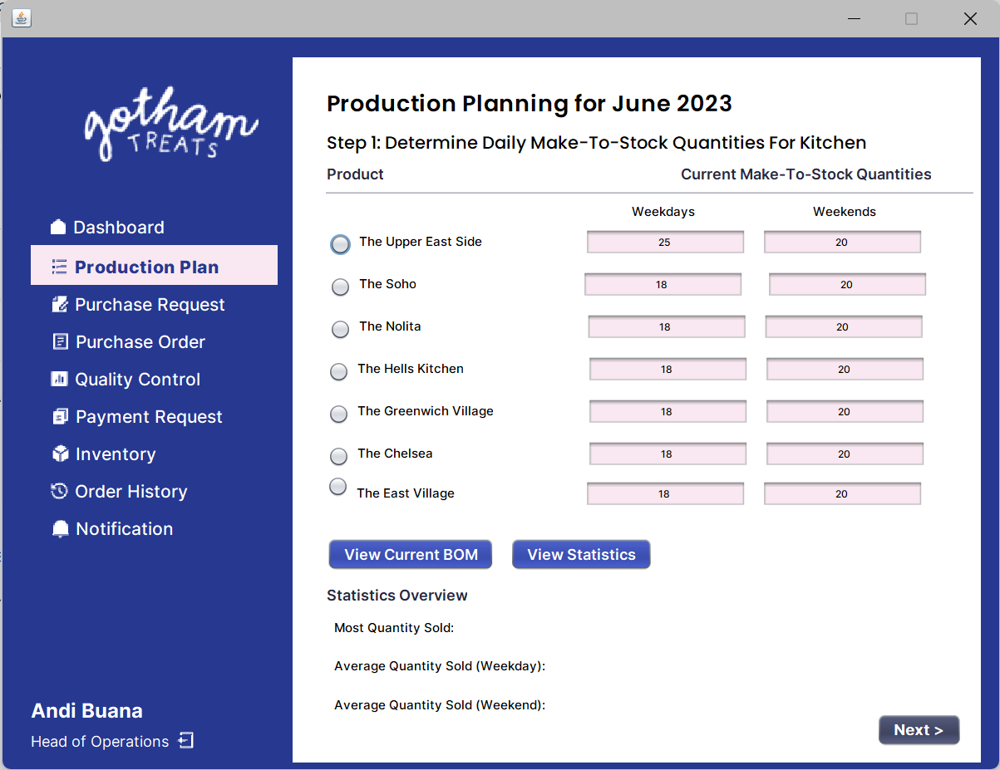 gotham
TREATS
Dashboard
Production Plan
Purchase Request
Purchase Order
Quality Control
Payment Request
Inventory
Order History
Notification
Andi Buana
Head of Operations
Production Planning for June 2023
Step 1: Determine Daily Make-To-Stock Quantities For Kitchen
Product Current Make-To-Stock Quantities
Weekdays Weekends
The Upper East Side 25 20
The Soho 18 20
The Nolita 18 20
The Hells Kitchen 18 20
The Greenwich Village 18 20
The Chelsea 18 20
The East Village 18 20
View Current BOM View Statistics
Statistics Overview
Most Quantity Sold:
Average Quantity Sold (Weekday):
Average Quantity Sold (Weekend):
Next >